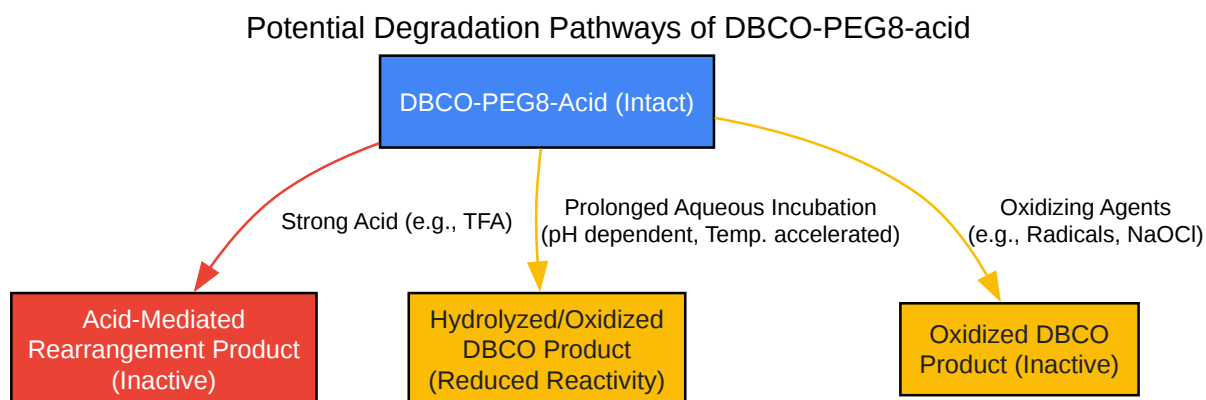 Potential Degradation Pathways of DBCO-PEG8-acid
DBCO-PEG8-Acid (Intact)
Strong Acid (e.g., TFA)
Prolonged Aqueous Incubation
(pH dependent, Temp. accelerated)
Oxidizing Agents
(e.g., Radicals, NaOCl)
Acid-Mediated
Rearrangement Product
(Inactive)
Hydrolyzed/Oxidized
DBCO Product
(Reduced Reactivity)
Oxidized DBCO
Product (Inactive)